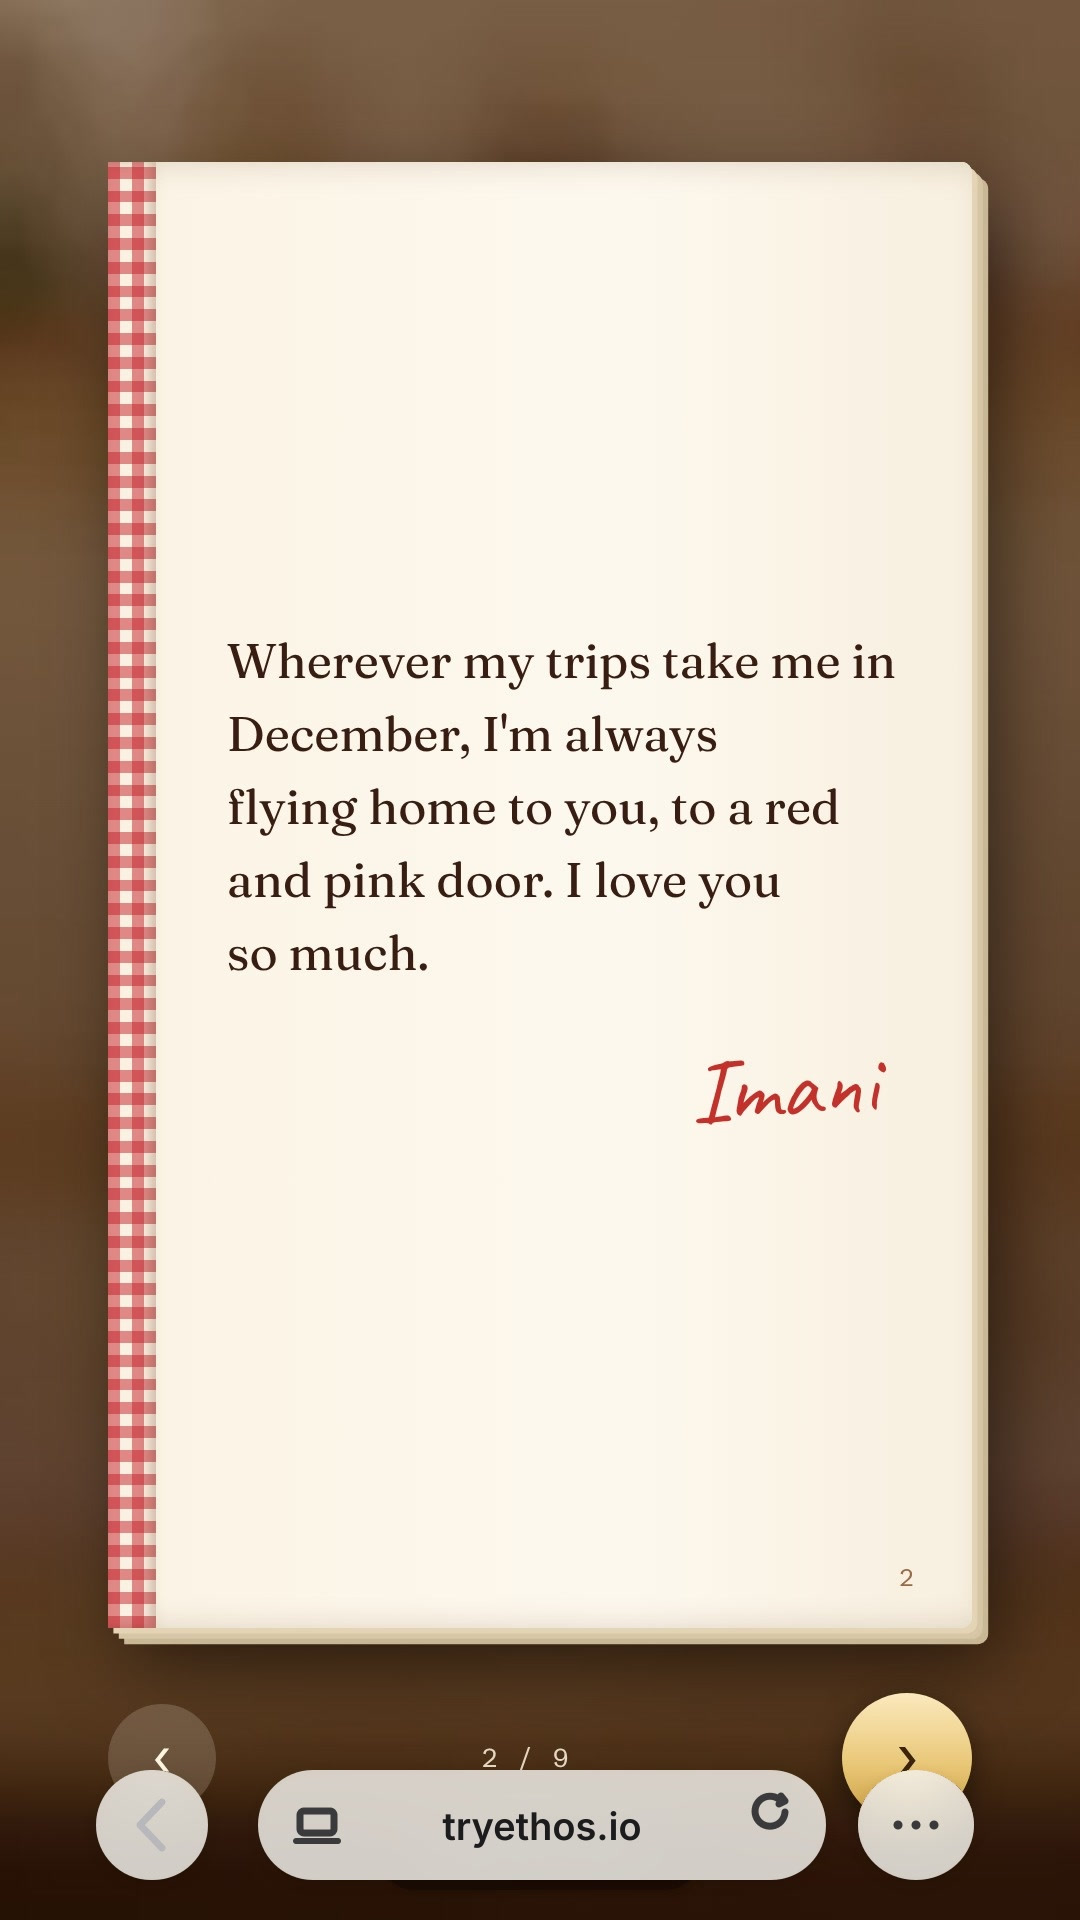 Wherever my trips take me in
December, I'm always
flying home to you, to a red
and pink door. I love you
so much.
Imani
2
‹ 2 / 9 ›
tryethos.io